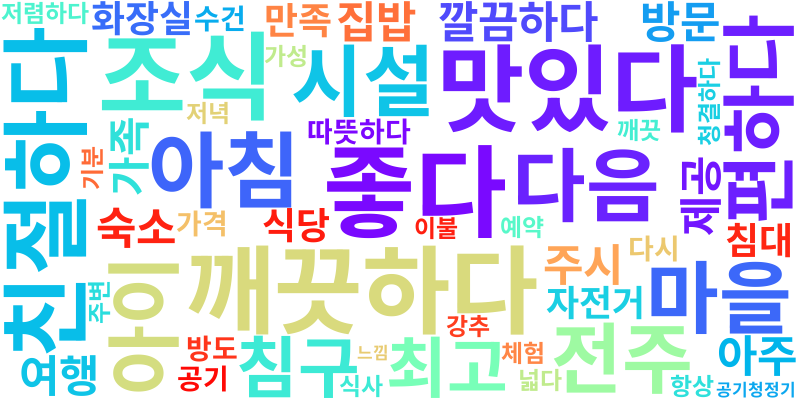 저렴하다
화장실
수건
만족
집밥
깔끔하다
방문
친절하다
조식
가성
시설
맛있다
청결하다
편하다
저녁
따뜻하다
깨끗
기분
가족
아침
좋다
다음
제공
숙소
가격
식당
이불
예약
침대
주변
아이
깨끗하다
주시
다시
자전거
마을
강추
여행
방도
공기
침구
느낌
식사
최고
체험
넓다
전주
아주
항상
공기청정기